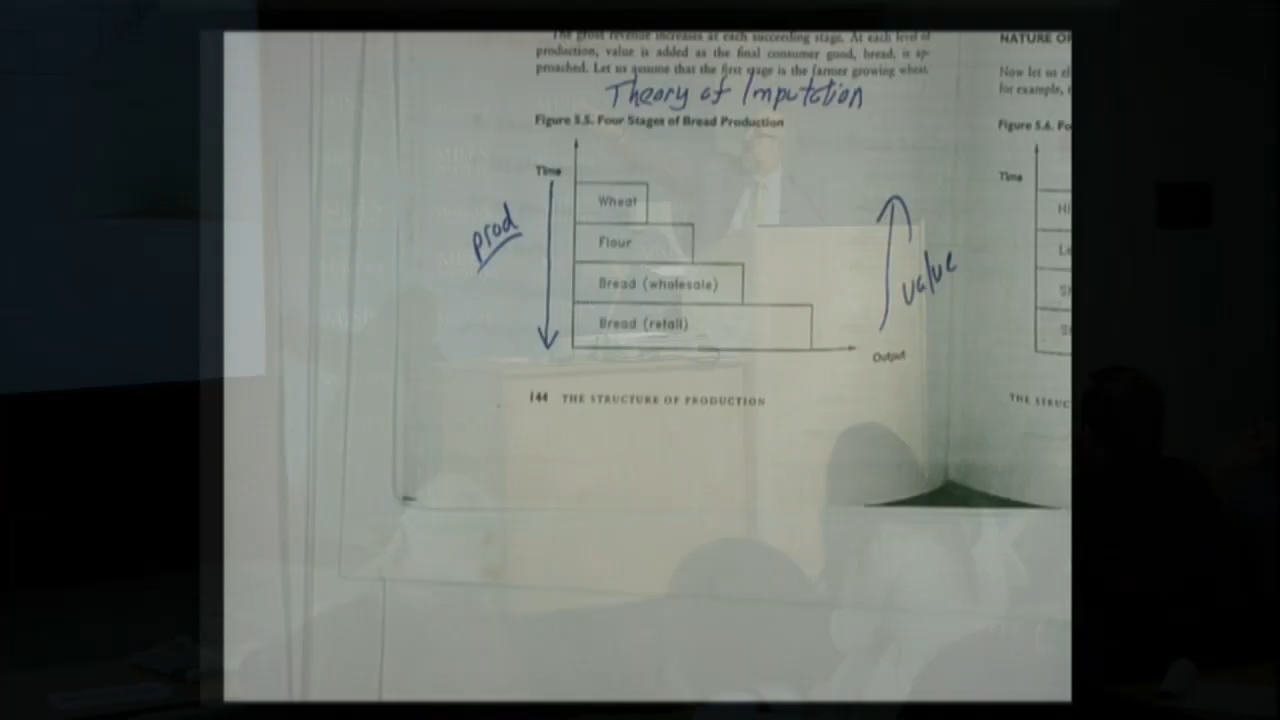 The gross revenue increases at each succeeding stage. At each level of
production, value is added as the final consumer good, bread, is ap-
proached. Let us assume that the first stage is the farmer growing wheat.
Theory of Imputation
Figure 5.5. Four Stages of Bread Production
Time
Wheat
Flour
Bread (wholesale)
Bread (retail)
Output
prod
value
144 THE STRUCTURE OF PRODUCTION
NATURE OF
Now let us
for example,
Figure 5.6.
Time
THE STRUC